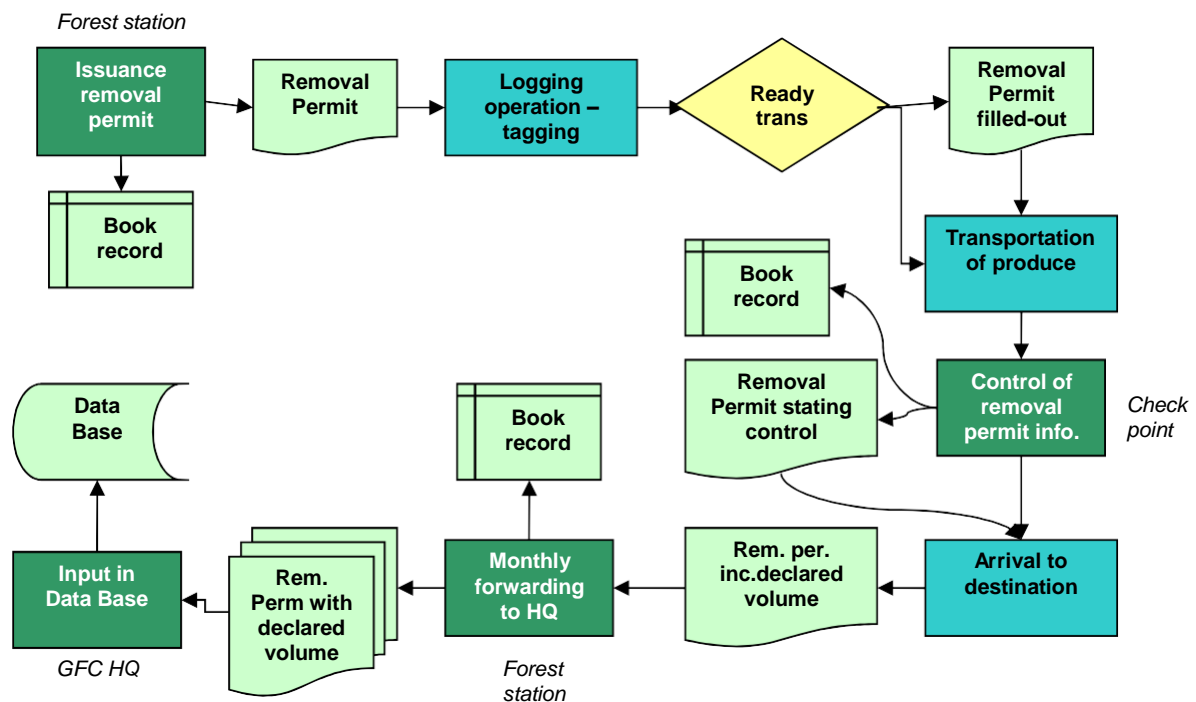 Forest station
Issuance
removal
permit
Removal
Permit
Logging
operation –
tagging
Ready
trans
Removal
Permit
filled-out
Book
record
Transportation
of produce
Book
record
Control of
removal
permit info.
Check
point
Removal
Permit stating
control
Book
record
Data
Base
Arrival to
destination
Rem. per.
inc.declared
volume
Monthly
forwarding
to HQ
Forest
station
Rem.
Perm with
declared
volume
Input in
Data Base
GFC HQ